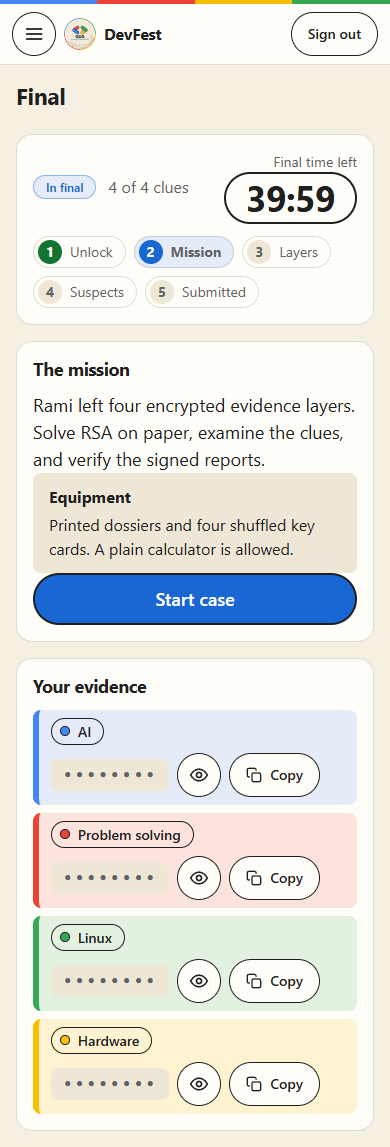 DevFest
Sign out
Final
In final
4 of 4 clues
Final time left
39:59
1 Unlock
2 Mission
3 Layers
4 Suspects
5 Submitted
The mission
Rami left four encrypted evidence layers.
Solve RSA on paper, examine the clues,
and verify the signed reports.
Equipment
Printed dossiers and four shuffled key
cards. A plain calculator is allowed.
Start case
Your evidence
AI
•••••••• Copy
Problem solving
•••••••• Copy
Linux
•••••••• Copy
Hardware
•••••••• Copy